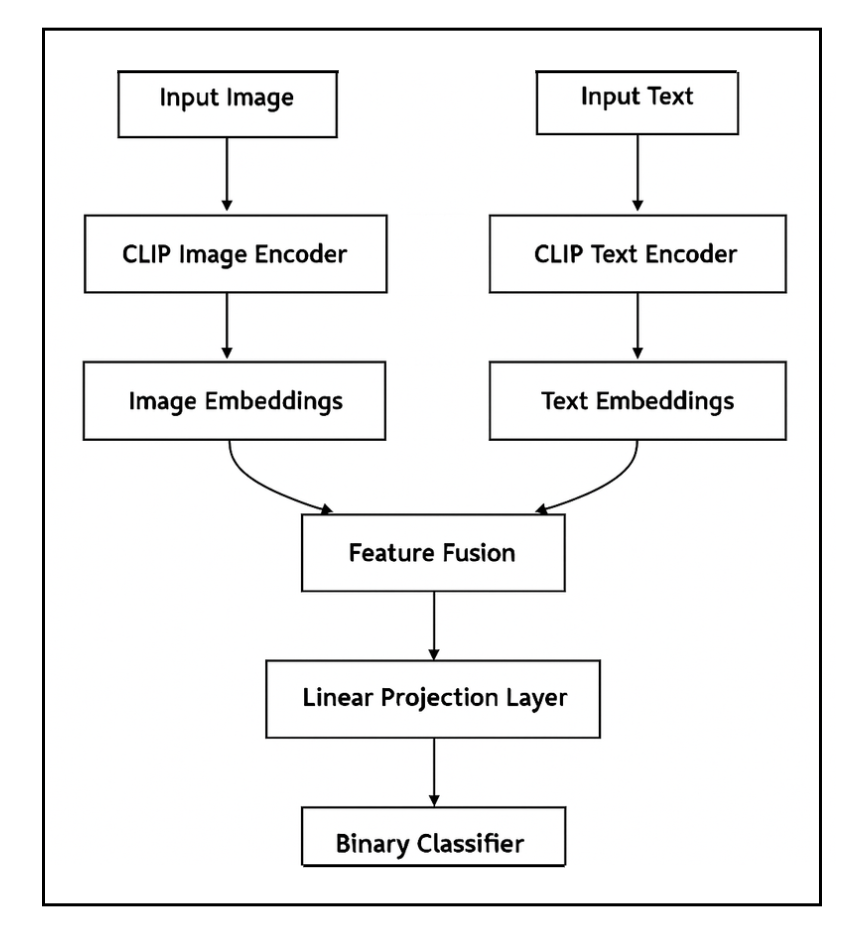 Input Image
Input Text
CLIP Image Encoder
CLIP Text Encoder
Image Embeddings
Text Embeddings
Feature Fusion
Linear Projection Layer
Binary Classifier